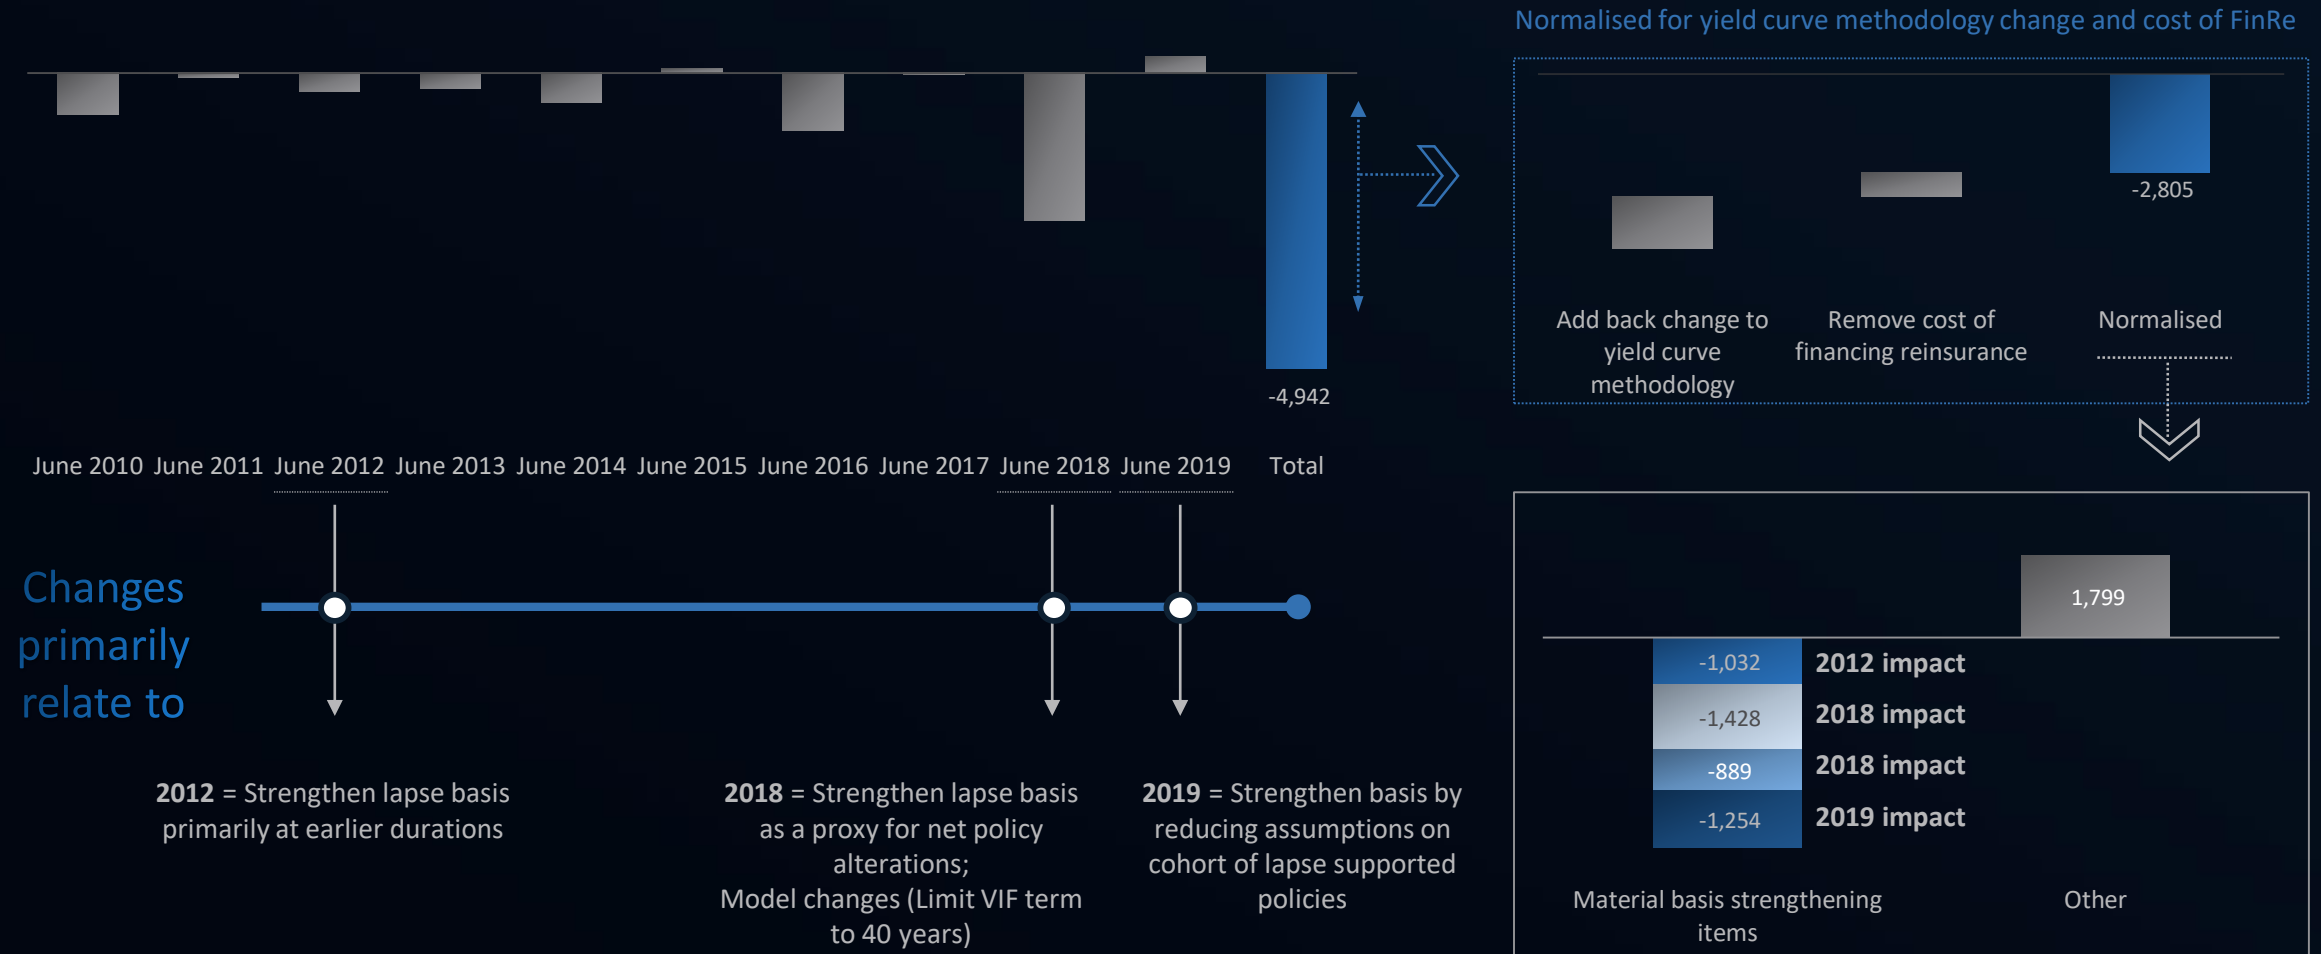 Normalised for yield curve methodology change and cost of FinRe
-4,942
June 2010 June 2011 June 2012 June 2013 June 2014 June 2015 June 2016 June 2017 June 2018 June 2019 Total
-2,805
Add back change to
yield curve
methodology
Remove cost of
financing reinsurance
Normalised
Changes
primarily
relate to
2012 = Strengthen lapse basis
primarily at earlier durations
2018 = Strengthen lapse basis
as a proxy for net policy
alterations;
Model changes (Limit VIF term
to 40 years)
2019 = Strengthen basis by
reducing assumptions on
cohort of lapse supported
policies
1,799
-1,032 2012 impact
-1,428 2018 impact
-889 2018 impact
-1,254 2019 impact
Material basis strengthening
items
Other